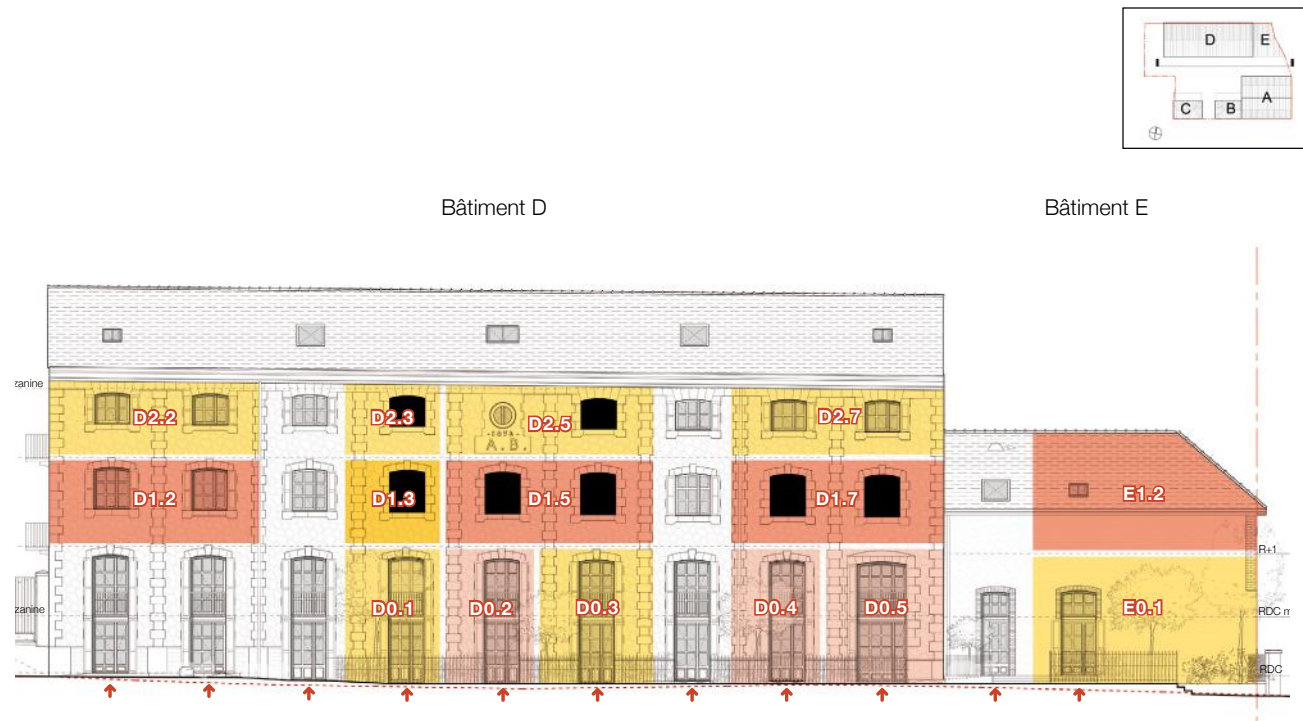 D
E
A
C
B
Bâtiment D
Bâtiment E
zanine
D2.2
D2.3
D2.5
D2.7
A.B.
D1.2
D1.3
D1.5
D1.7
E1.2
R+1
zanine
D0.1
D0.2
D0.3
D0.4
D0.5
E0.1
RDC m
RDC